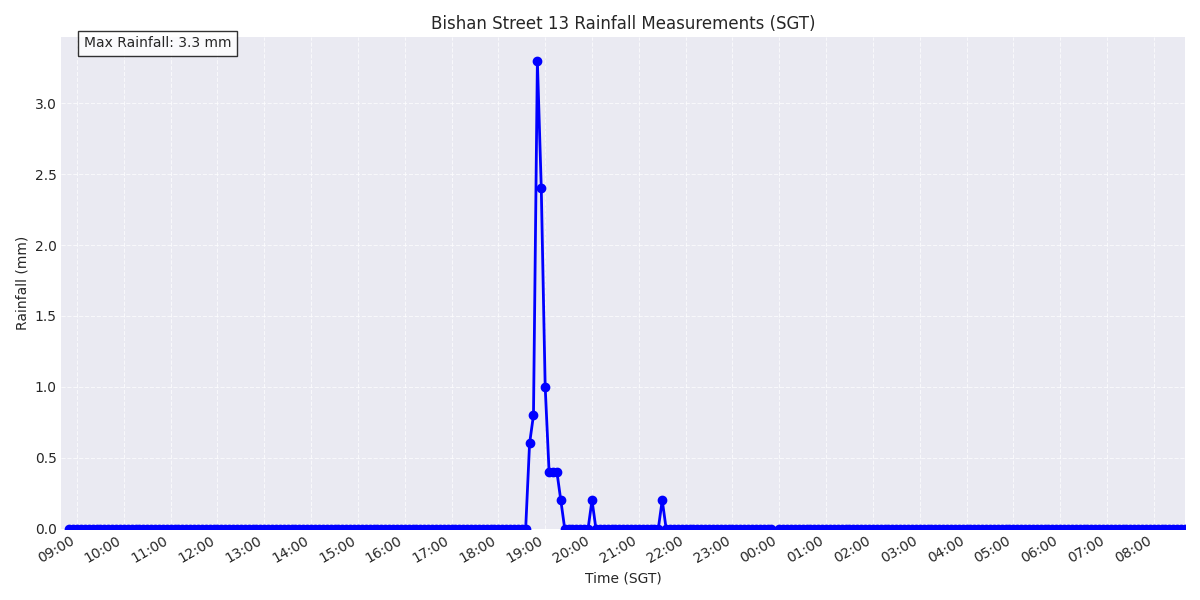 Bishan Street 13 Rainfall Measurements (SGT)
Max Rainfall: 3.3 mm
3.0
2.5
2.0
1.5
1.0
0.5
0.0
Rainfall (mm)
09:00 10:00 11:00 12:00 13:00 14:00 15:00 16:00 17:00 18:00 19:00 20:00 21:00 22:00 23:00 00:00 01:00 02:00 03:00 04:00 05:00 06:00 07:00 08:00
Time (SGT)